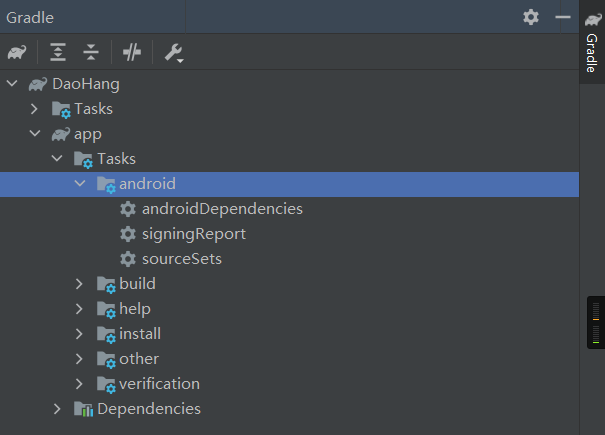 Gradle
Gradle
DaoHang
Tasks
app
Tasks
android
androidDependencies
signingReport
sourceSets
build
help
install
other
verification
Dependencies